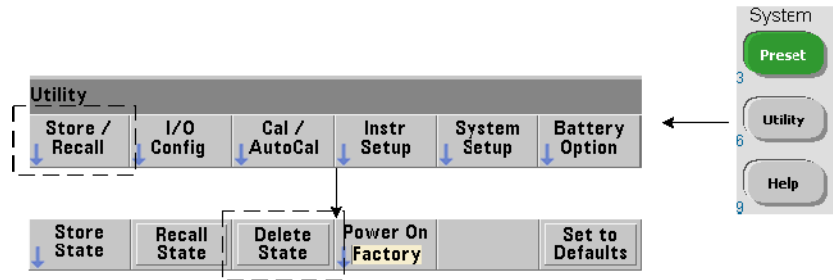 System
Preset
3
Utility
6
Help
9
Utility
Store / Recall
I/O Config
Cal / AutoCal
Instr Setup
System Setup
Battery Option
Store State
Recall State
Delete State
Power On Factory
Set to Defaults